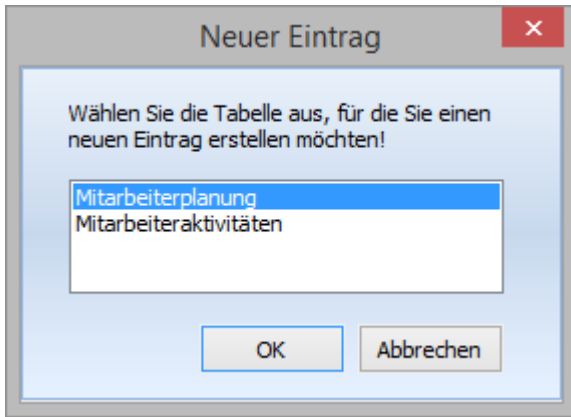 Neuer Eintrag
Wählen Sie die Tabelle aus, für die Sie einen
neuen Eintrag erstellen möchten!
Mitarbeiterplanung
Mitarbeiteraktivitäten
OK
Abbrechen